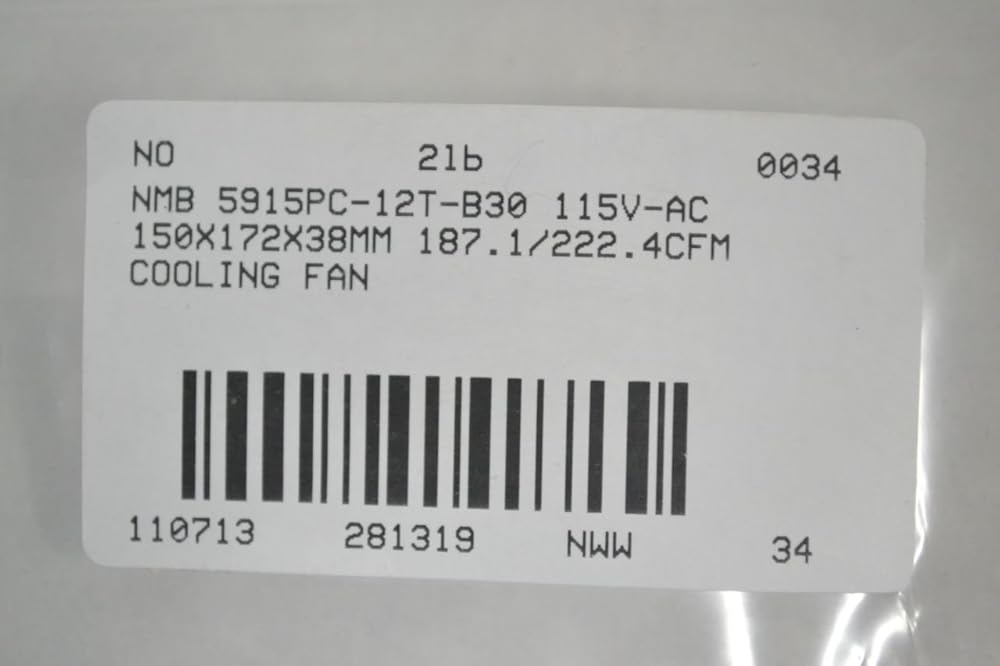 NO 2lb 0034
NMB 5915PC-12T-B30 115V-AC
150X172X38MM 187.1/222.4CFM
COOLING FAN
110713 281319 NWW 34